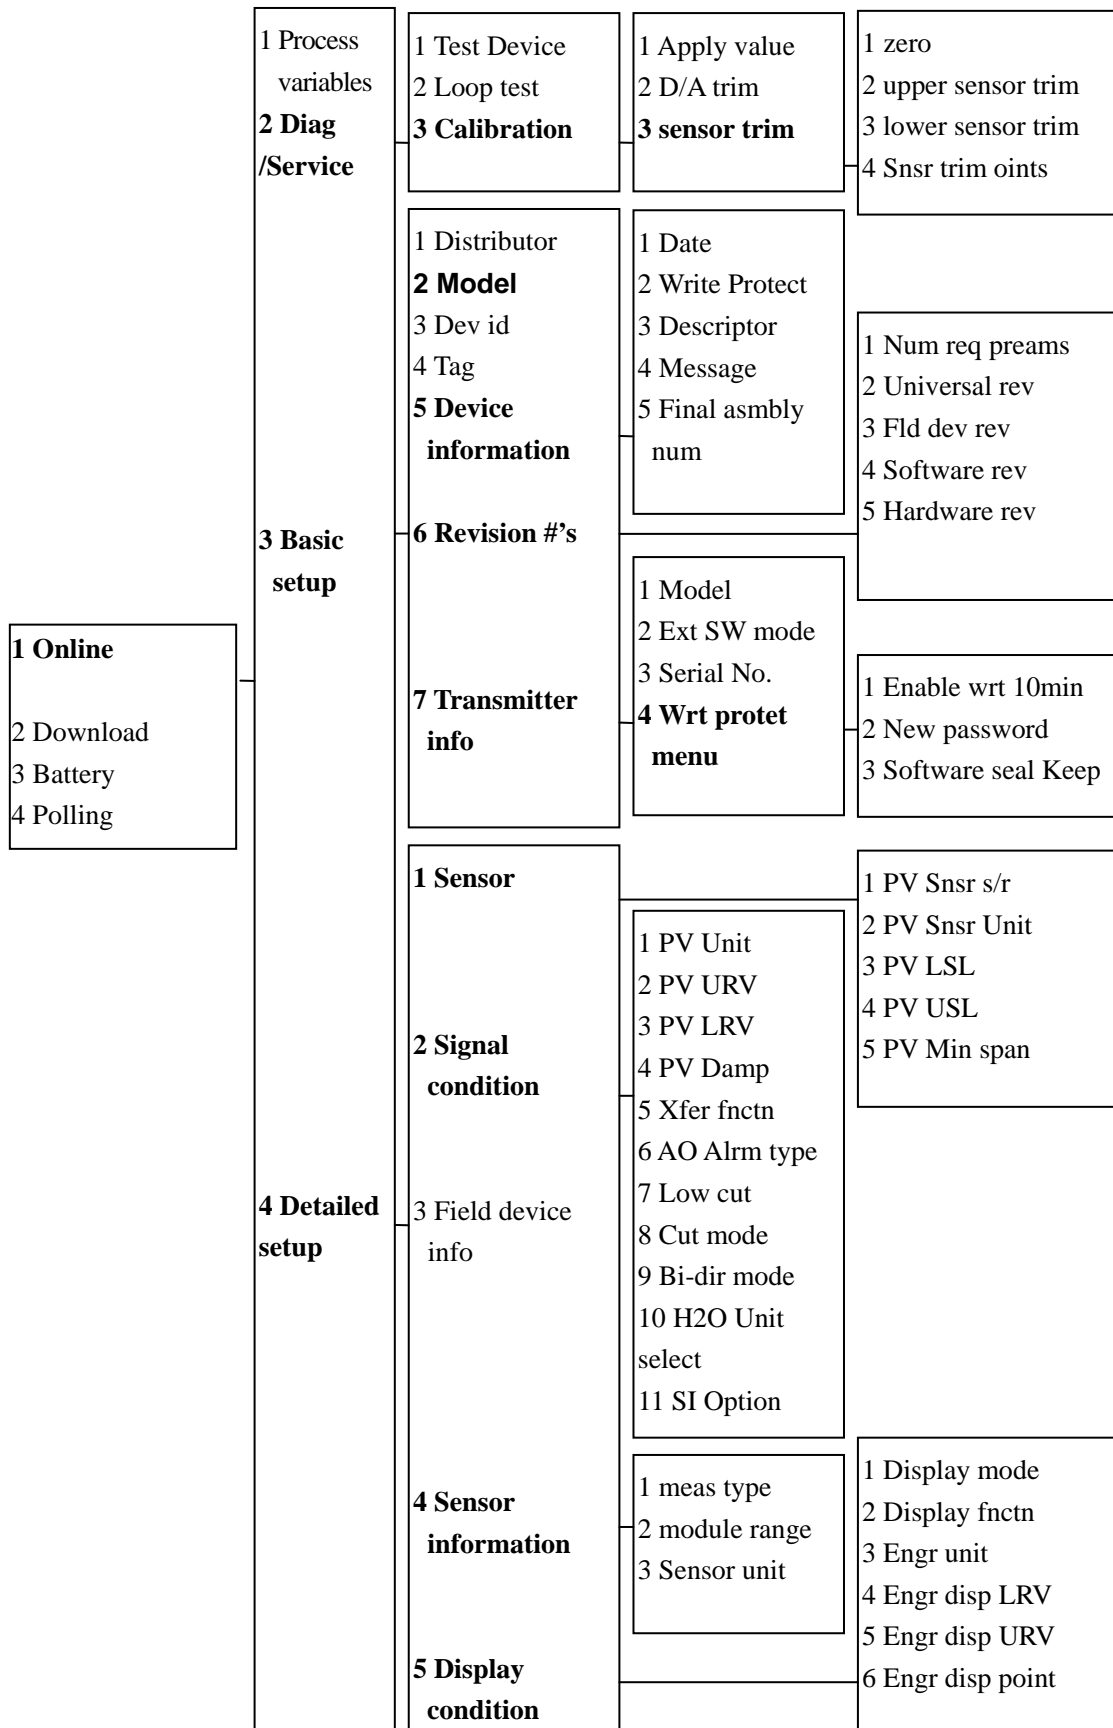 1 Online
2 Download
3 Battery
4 Polling
1 Process
variables
2 Diag
/Service
3 Basic
setup
4 Detailed
setup
1 Test Device
2 Loop test
3 Calibration
1 Apply value
2 D/A trim
3 sensor trim
1 zero
2 upper sensor trim
3 lower sensor trim
4 Snsr trim oints
1 Distributor
2 Model
3 Dev id
4 Tag
5 Device
information
6 Revision #’s
7 Transmitter
info
1 Date
2 Write Protect
3 Descriptor
4 Message
5 Final asmbly
num
1 Num req preams
2 Universal rev
3 Fld dev rev
4 Software rev
5 Hardware rev
1 Model
2 Ext SW mode
3 Serial No.
4 Wrt protet
menu
1 Enable wrt 10min
2 New password
3 Software seal Keep
1 Sensor
2 Signal
condition
3 Field device
info
4 Sensor
information
5 Display
condition
1 PV Snsr s/r
2 PV Snsr Unit
3 PV LSL
4 PV USL
5 PV Min span
1 PV Unit
2 PV URV
3 PV LRV
4 PV Damp
5 Xfer fnctn
6 AO Alrm type
7 Low cut
8 Cut mode
9 Bi-dir mode
10 H2O Unit
select
11 SI Option
1 meas type
2 module range
3 Sensor unit
1 Display mode
2 Display fnctn
3 Engr unit
4 Engr disp LRV
5 Engr disp URV
6 Engr disp point